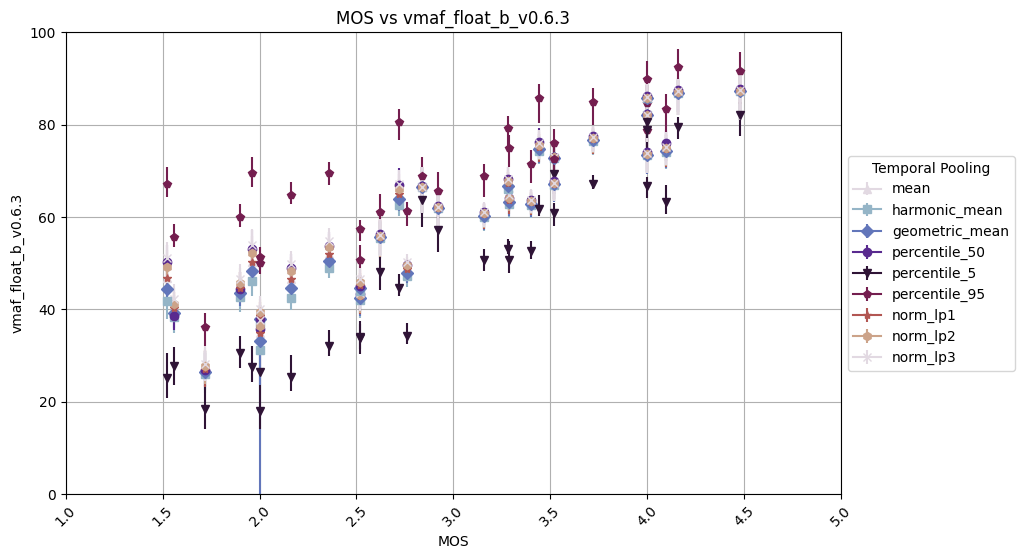 MOS vs vmaf_float_b_v0.6.3
100
80
60
40
20
0
vmaf_float_b_v0.6.3
1.0
1.5
2.0
2.5
3.0
3.5
4.0
4.5
5.0
MOS
Temporal Pooling
mean
harmonic_mean
geometric_mean
percentile_50
percentile_5
percentile_95
norm_lp1
norm_lp2
norm_lp3